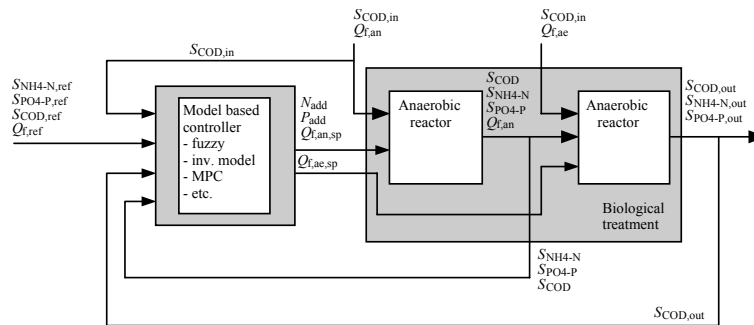 S_COD,in
Q_f,an
S_COD,in
Q_f,ae
S_COD,in
S_NH4-N,ref
S_PO4-P,ref
S_COD,ref
Q_f,ref
Model based
controller
- fuzzy
- inv. model
- MPC
- etc.
N_add
P_add
Q_f,an,sp
Q_f,ae,sp
Anaerobic
reactor
S_COD
S_NH4-N
S_PO4-P
Q_f,an
Anaerobic
reactor
S_COD,out
S_NH4-N,out
S_PO4-P,out
Biological
treatment
S_NH4-N
S_PO4-P
S_COD
S_COD,out